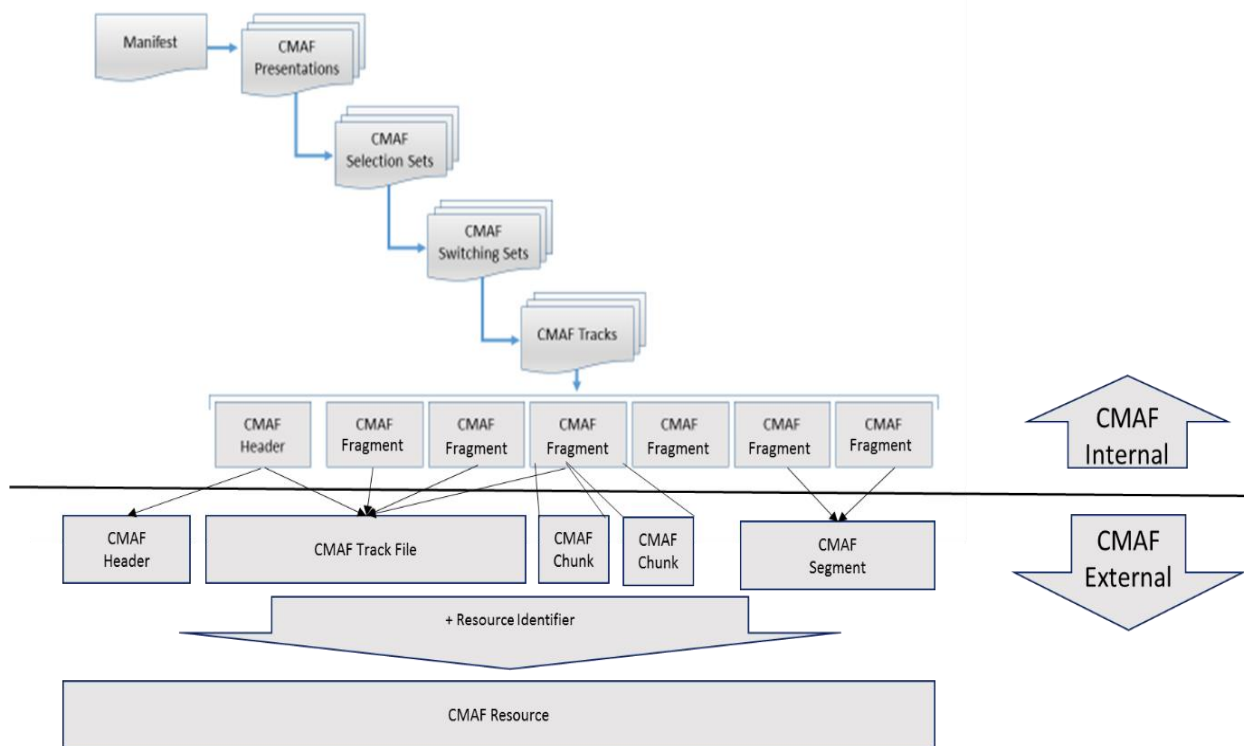 Manifest
CMAF
Presentations
CMAF
Selection Sets
CMAF
Switching Sets
CMAF Tracks
CMAF
Header
CMAF
Fragment
CMAF
Fragment
CMAF
Fragment
CMAF
Fragment
CMAF
Fragment
CMAF
Fragment
CMAF
Internal
CMAF
Header
CMAF Track File
CMAF
Chunk
CMAF
Chunk
CMAF
Segment
CMAF
External
+ Resource Identifier
CMAF Resource